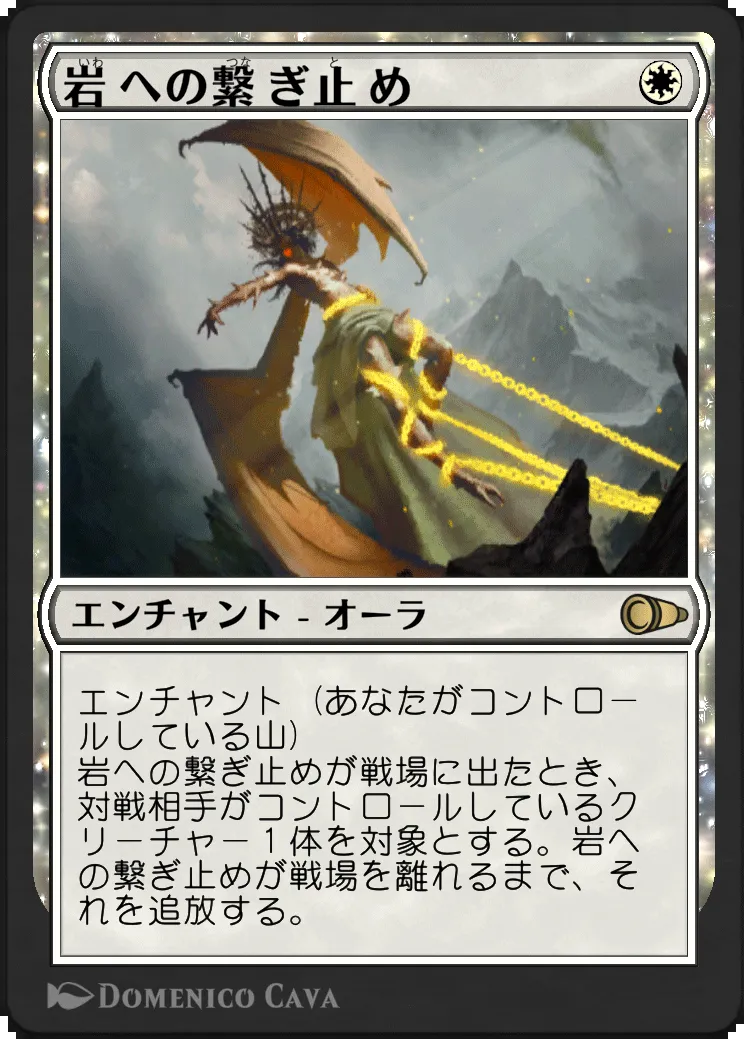 岩への繋ぎ止め
エンチャント - オーラ
エンチャント（あなたがコントロー
ルしている山）
岩への繋ぎ止めが戦場に出たとき、
対戦相手がコントロールしているク
リーチャー１体を対象とする。岩へ
の繋ぎ止めが戦場を離れるまで、そ
れを追放する。
DOMENICO CAVA